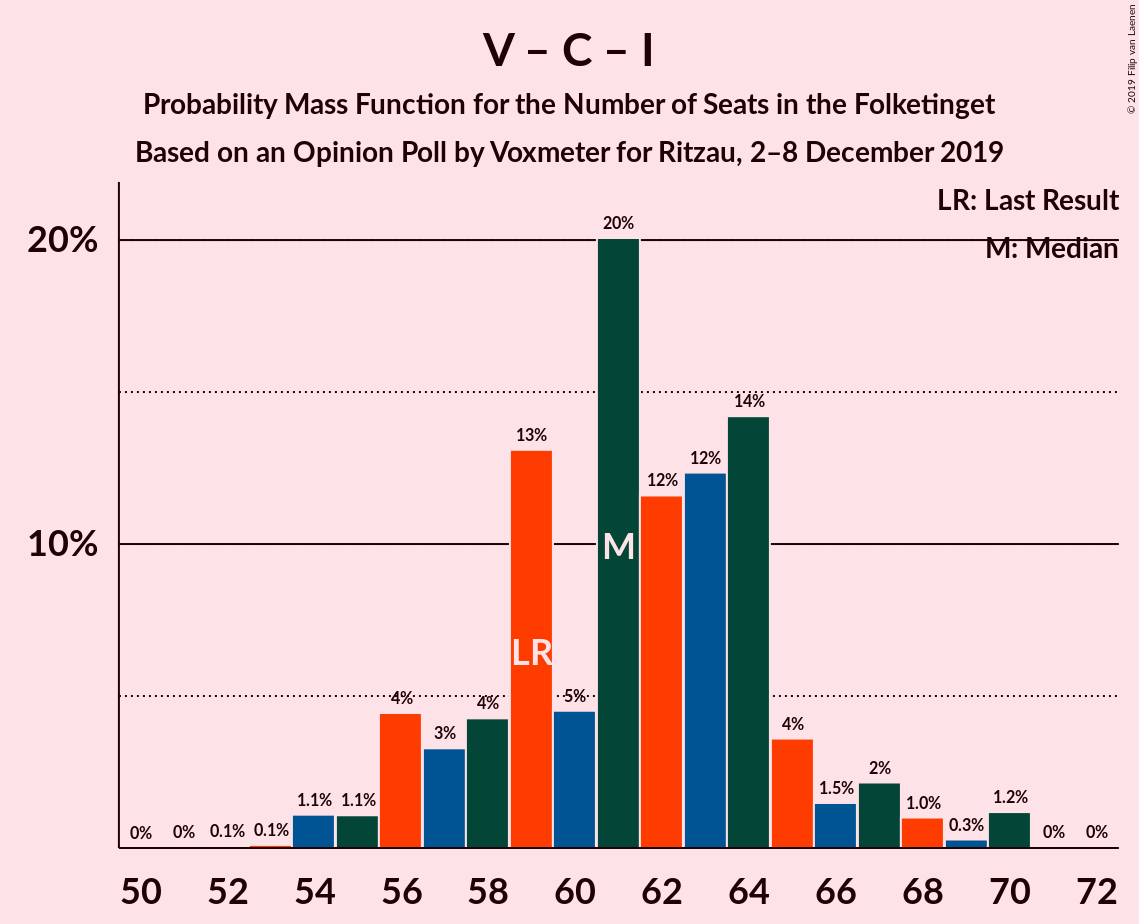 V – C – I
Probability Mass Function for the Number of Seats in the Folketinget
Based on an Opinion Poll by Voxmeter for Ritzau, 2–8 December 2019
© 2019 Filip van Laenen
LR: Last Result
M: Median
20%
10%
0% 0% 0.1% 0.1% 1.1% 1.1% 4% 3% 4% 13% 5% 20% 12% 12% 14% 4% 1.5% 2% 1.0% 0.3% 1.2% 0% 0%
LR
M
50 52 54 56 58 60 62 64 66 68 70 72